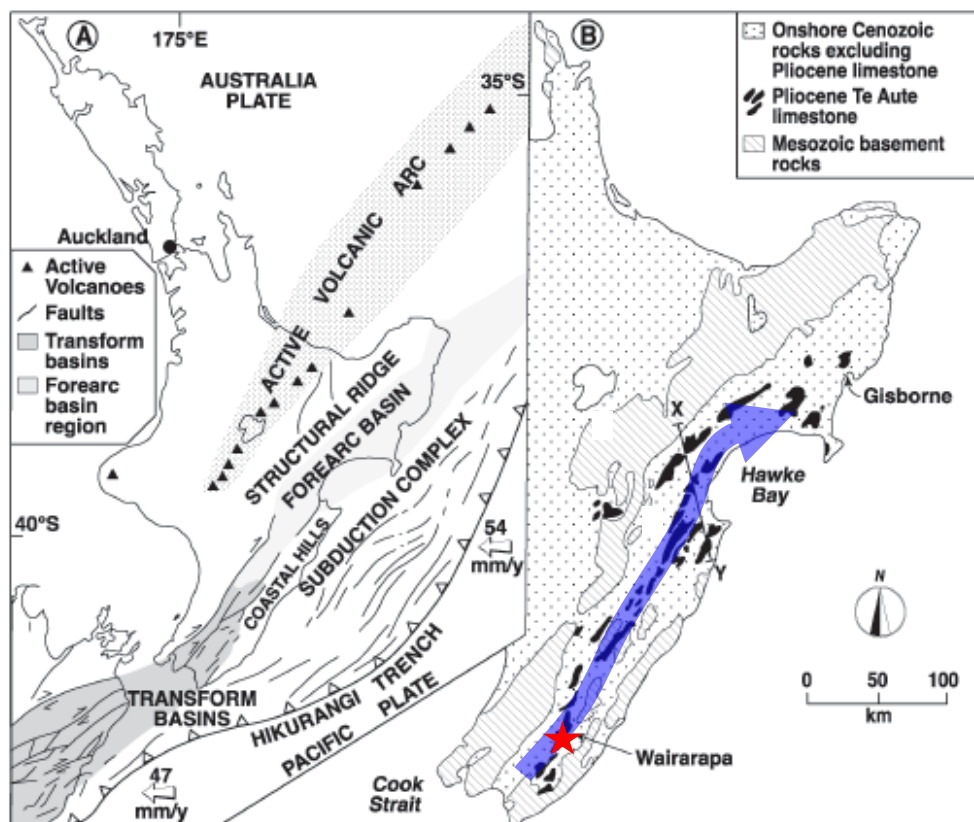 A
175°E
AUSTRALIA
PLATE
35°S
ACTIVE VOLCANIC ARC
Auckland
Active
Volcanoes
Faults
Transform
basins
Forearc
basin
region
STRUCTURAL RIDGE
FOREARC BASIN
COASTAL HILLS
SUBDUCTION COMPLEX
40°S
54
mm/y
TRANSFORM
BASINS
HIKURANGI TRENCH
PACIFIC PLATE
47
mm/y
B
Onshore Cenozoic
rocks excluding
Pliocene limestone
Pliocene Te Aute
limestone
Mesozoic basement
rocks
X
Gisborne
Hawke
Bay
Y
N
0 50 100
km
Wairarapa
Cook
Strait